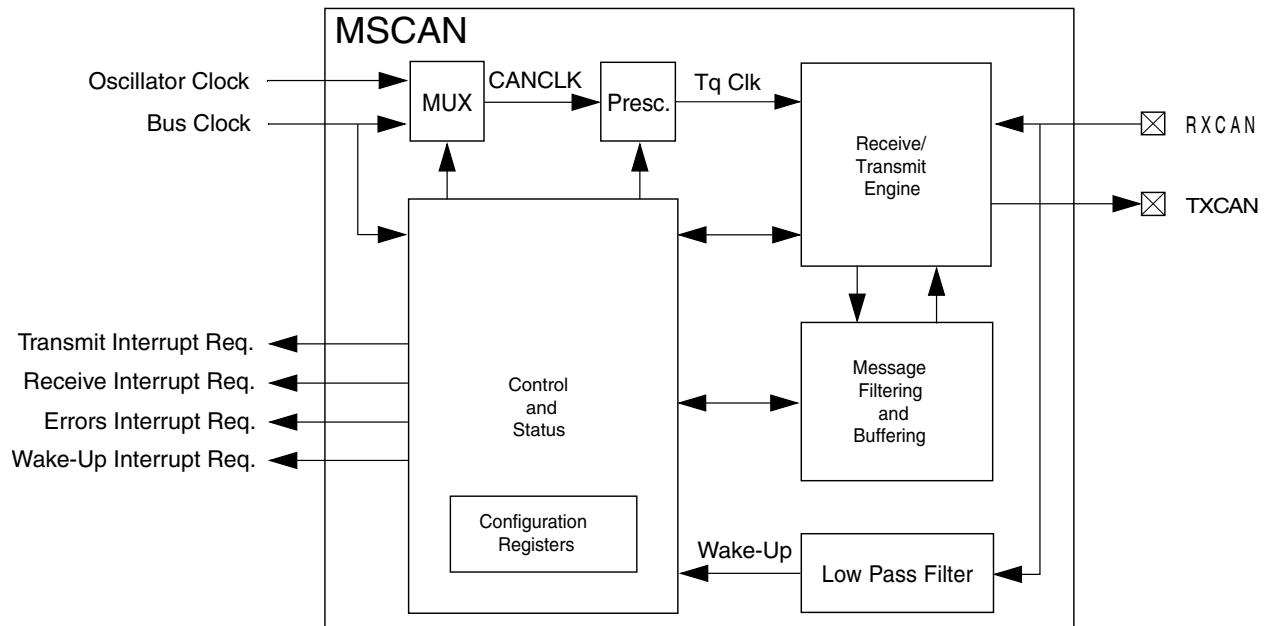 MSCAN
Oscillator Clock
CANCLK
Tq Clk
MUX
Presc.
Bus Clock
RXCAN
Receive/
Transmit
Engine
TXCAN
Transmit Interrupt Req.
Receive Interrupt Req.
Errors Interrupt Req.
Wake-Up Interrupt Req.
Control
and
Status
Message
Filtering
and
Buffering
Configuration
Registers
Wake-Up
Low Pass Filter